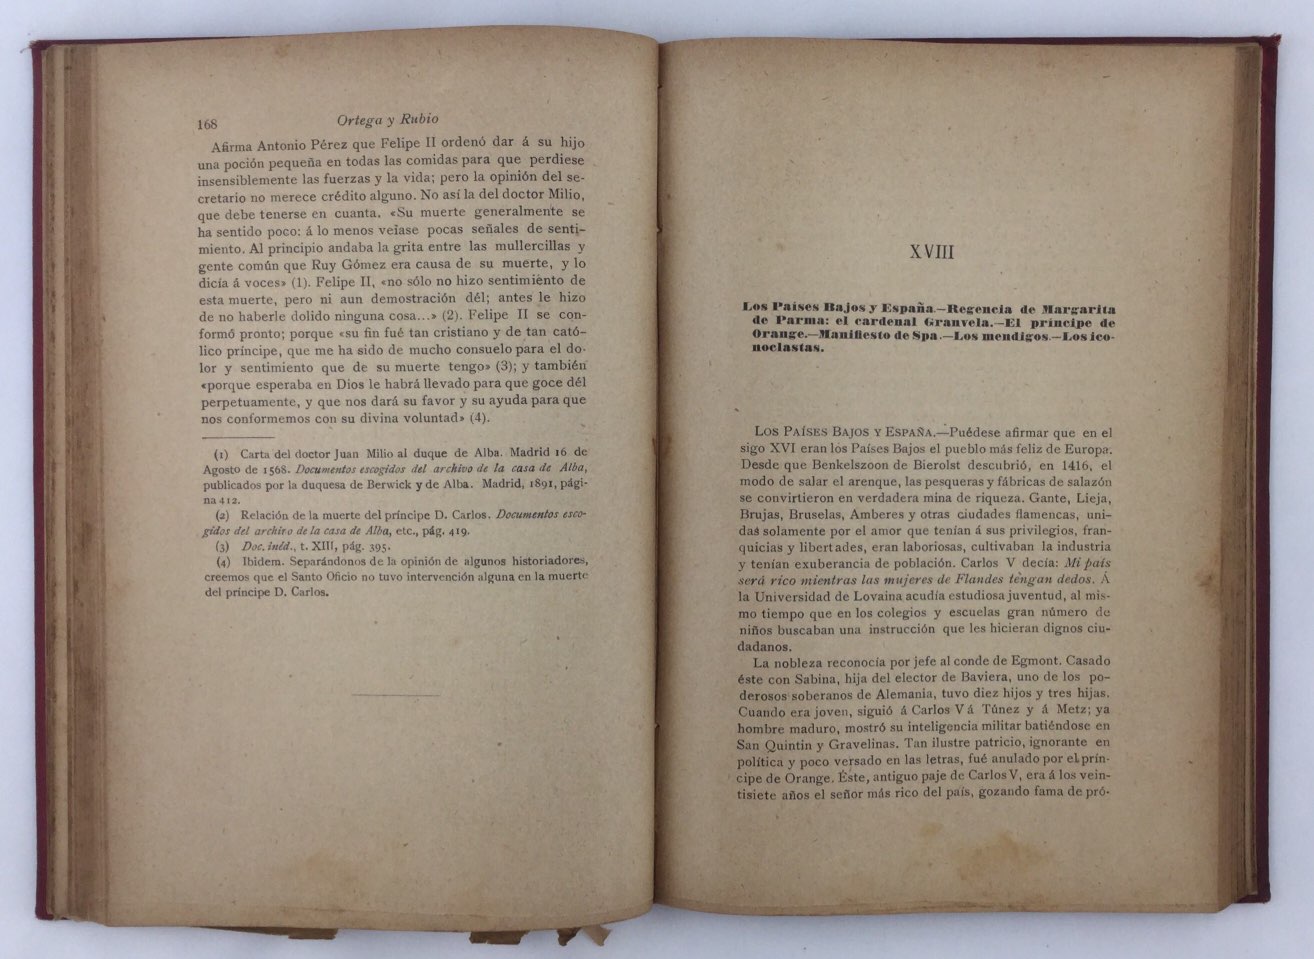 168 Ortega y Rubio
Afirma Antonio Pérez que Felipe II ordenó dar á su hijo
una poción pequeña en todas las comidas para que perdiese
insensiblemente las fuerzas y la vida; pero la opinión del se-
cretario no merece crédito alguno. No así la del doctor Milio,
que debe tenerse en cuanta. «Su muerte generalmente se
ha sentido poco: á lo menos veiase pocas señales de senti-
miento. Al principio andaba la grita entre las mullercillas y
gente común que Ruy Gómez era causa de su muerte, y lo
dicía á voces» (1). Felipe II, «no sólo no hizo sentimiento de
esta muerte, pero ni aun demostración dél; antes le hizo
de no haberle dolido ninguna cosa...» (2). Felipe II se con-
formó pronto; porque «su fin fué tan cristiano y de tan cató-
lico príncipe, que me ha sido de mucho consuelo para el do-
lor y sentimiento que de su muerte tengo» (3); y también
«porque esperaba en Dios le habrá llevado para que goce dél
perpetuamente, y que nos dará su favor y su ayuda para que
nos conformemos con su divina voluntad» (4).
(1) Carta del doctor Juan Milio al duque de Alba. Madrid 16 de
Agosto de 1568. Documentos escogidos del archivo de la casa de Alba,
publicados por la duquesa de Berwick y de Alba. Madrid, 1891, pági-
na 412.
(2) Relación de la muerte del príncipe D. Carlos. Documentos esco-
gidos del archivo de la casa de Alba, etc., pág. 419.
(3) Doc. inéd., t. XIII, pág. 395.
(4) Ibidem. Separándonos de la opinión de algunos historiadores,
creemos que el Santo Oficio no tuvo intervención alguna en la muerte
del príncipe D. Carlos.
XVIII
Los Países Bajos y España.—Regencia de Margarita
de Parma: el cardenal Granvela.—El príncipe de
Orange.—Manifiesto de Spa.—Los mendigos.—Los ico-
noclastas.
LOS PAÍSES BAJOS Y ESPAÑA.—Puédese afirmar que en el
sigo XVI eran los Países Bajos el pueblo más feliz de Europa.
Desde que Benkelszoon de Bierolst descubrió, en 1416, el
modo de salar el arenque, las pesqueras y fábricas de salazón
se convirtieron en verdadera mina de riqueza. Gante, Lieja,
Brujas, Bruselas, Amberes y otras ciudades flamencas, uni-
das solamente por el amor que tenían á sus privilegios, fran-
quicias y libertades, eran laboriosas, cultivaban la industria
y tenían exuberancia de población. Carlos V decía: Mi país
será rico mientras las mujeres de Flandes tengan dedos. Á
la Universidad de Lovaina acudía estudiosa juventud, al mis-
mo tiempo que en los colegios y escuelas gran número de
niños buscaban una instrucción que les hicieran dignos ciu-
dadanos.
La nobleza reconocía por jefe al conde de Egmont. Casado
éste con Sabina, hija del elector de Baviera, uno de los po-
derosos soberanos de Alemania, tuvo diez hijos y tres hijas.
Cuando era joven, siguió á Carlos V á Túnez y á Metz; ya
hombre maduro, mostró su inteligencia militar batiéndose en
San Quintin y Gravelinas. Tan ilustre patricio, ignorante en
política y poco versado en las letras, fué anulado por el prín-
cipe de Orange. Éste, antiguo paje de Carlos V, era á los vein-
tisiete años el señor más rico del país, gozando fama de pró-